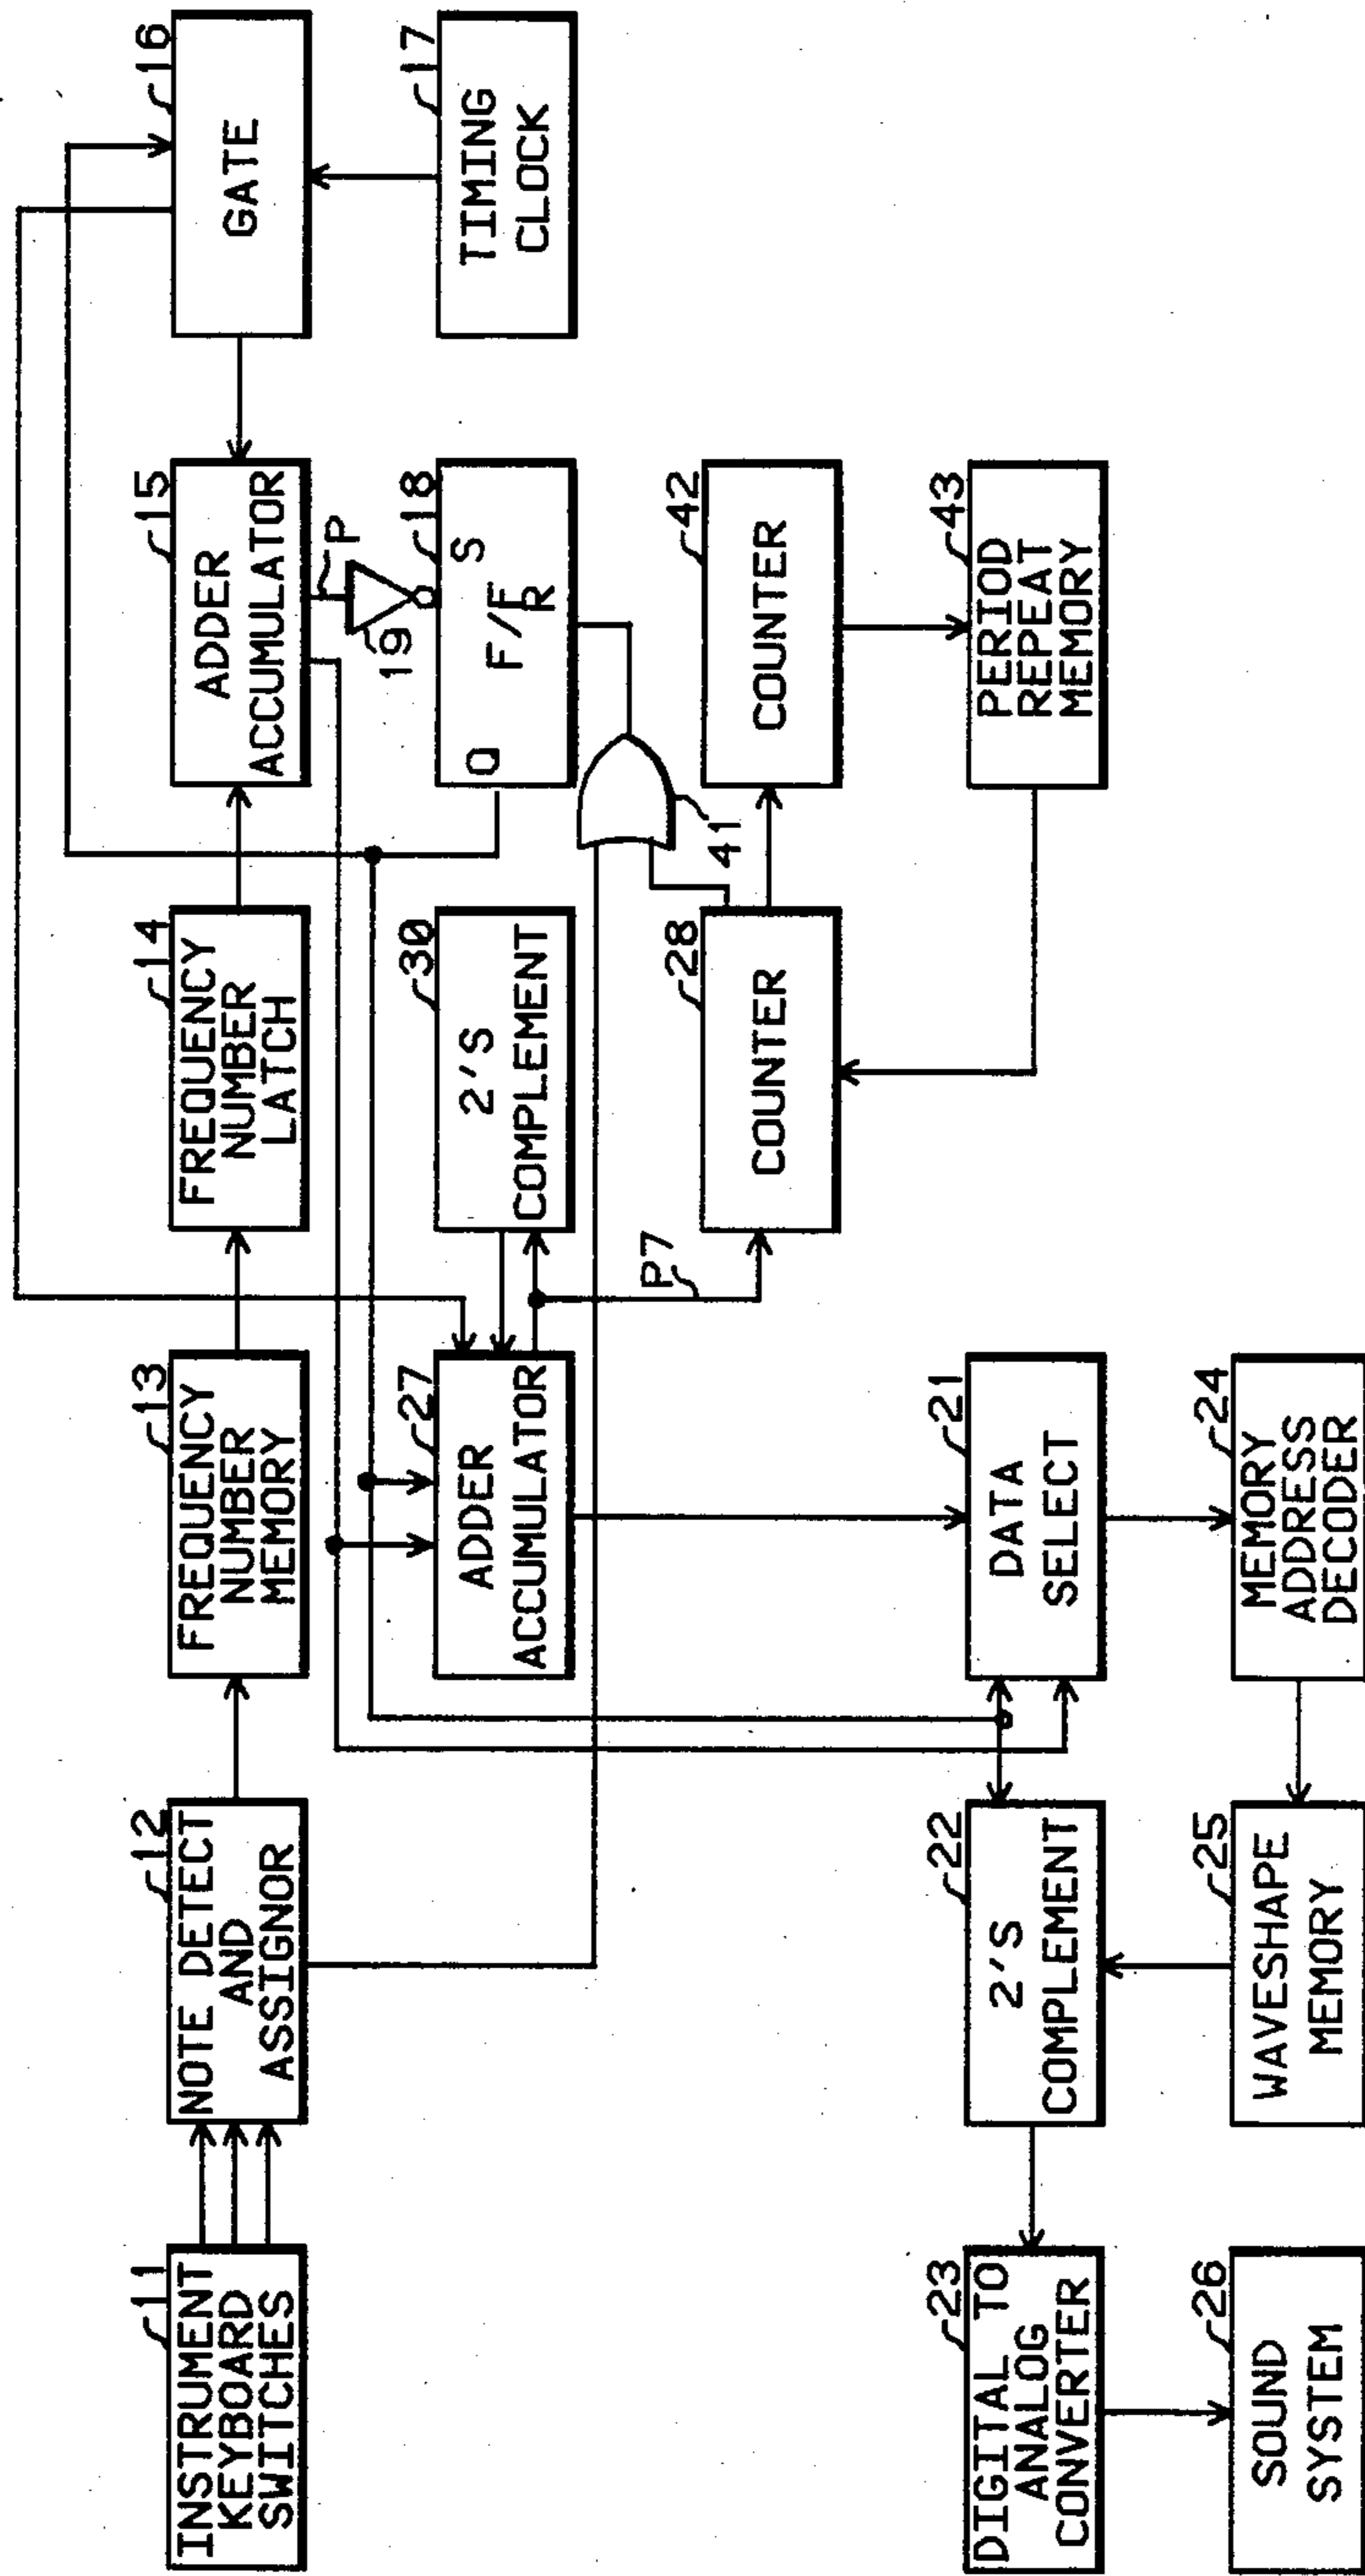 11
INSTRUMENT
KEYBOARD
SWITCHES
12
NOTE DETECT
AND
ASSIGNOR
13
FREQUENCY
NUMBER
MEMORY
14
FREQUENCY
NUMBER
LATCH
15
ADDER
ACCUMULATOR
16
GATE
P
19
27
ADDER
ACCUMULATOR
30
2'S
COMPLEMENT
18
Q
S
F/F
R
17
TIMING
CLOCK
P7
41
28
COUNTER
42
COUNTER
23
DIGITAL TO
ANALOG
CONVERTER
22
2'S
COMPLEMENT
21
DATA
SELECT
43
PERIOD
REPEAT
MEMORY
26
SOUND
SYSTEM
25
WAVESHAPE
MEMORY
24
MEMORY
ADDRESS
DECODER